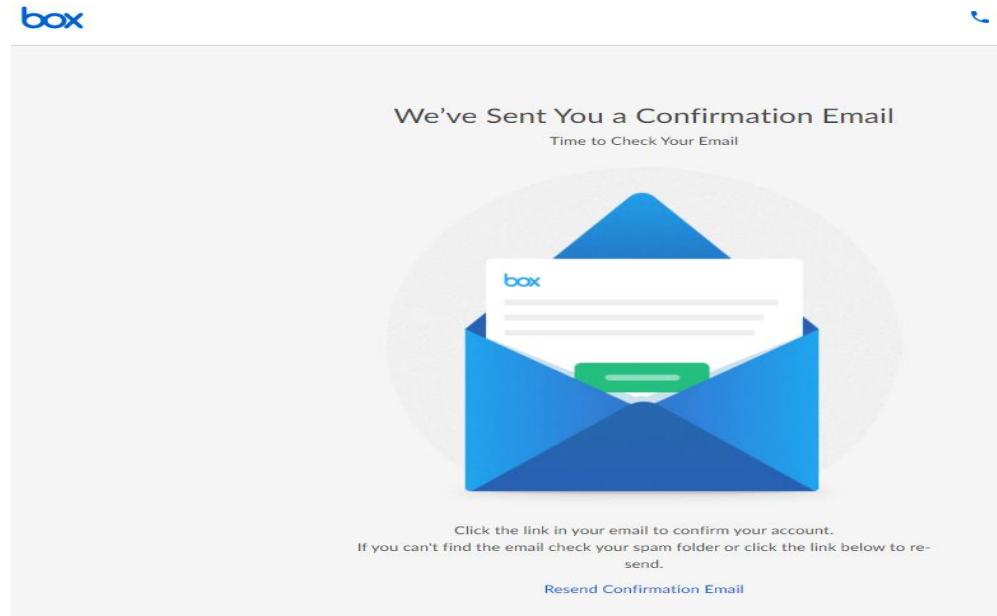 box
We've Sent You a Confirmation Email
Time to Check Your Email
box
Click the link in your email to confirm your account.
If you can't find the email check your spam folder or click the link below to re-
send.
Resend Confirmation Email